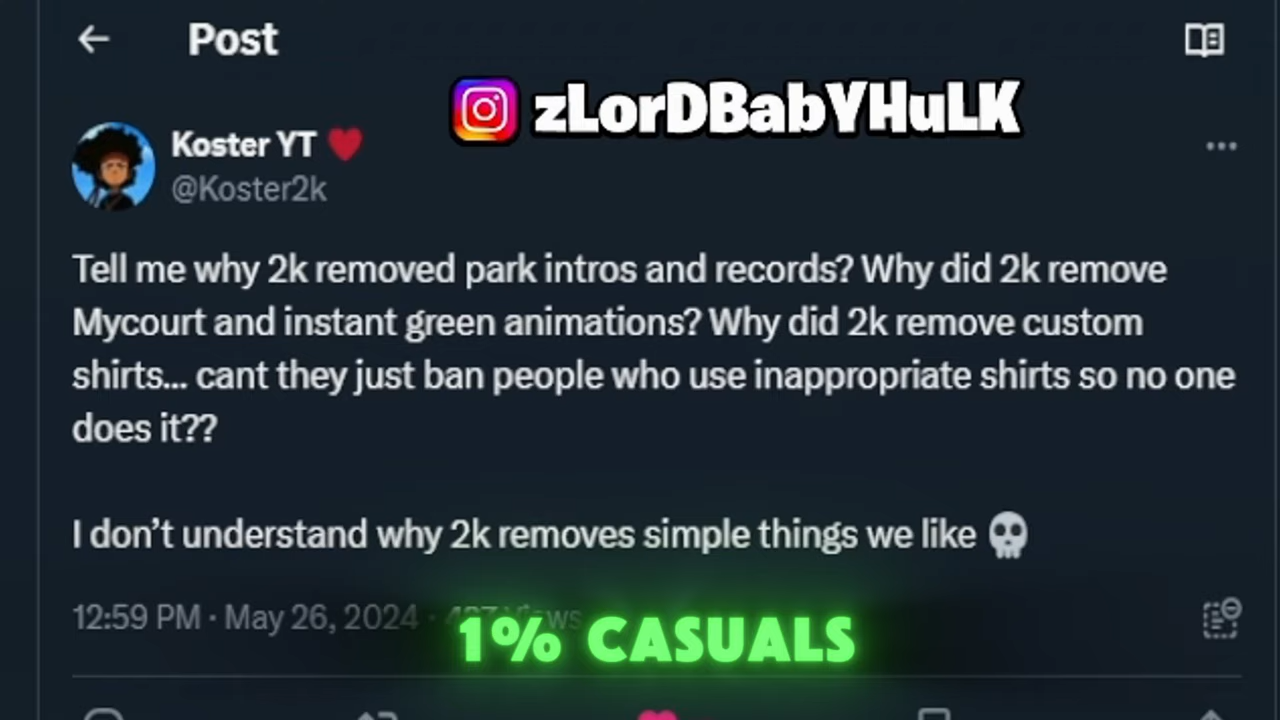 Post
zLorDBabYHuLK
Koster YT
@Koster2k
Tell me why 2k removed park intros and records? Why did 2k remove
Mycourt and instant green animations? Why did 2k remove custom
shirts... cant they just ban people who use inappropriate shirts so no one
does it??
I don’t understand why 2k removes simple things we like
12:59 PM · May 26, 2024 · Views
1% CASUALS